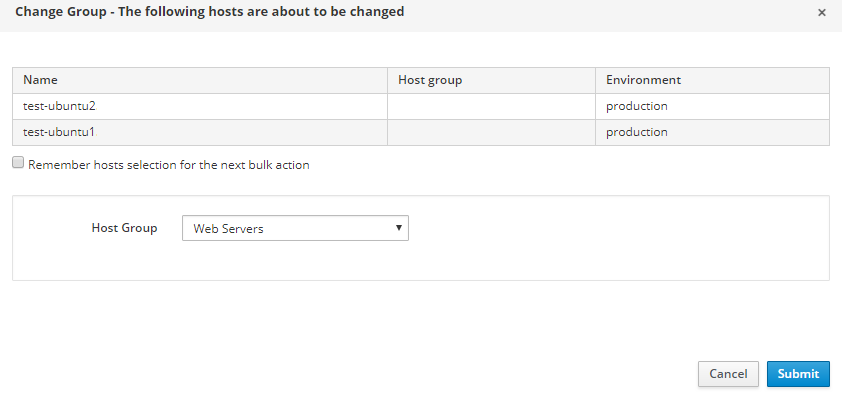 Change Group - The following hosts are about to be changed ×
Name Host group Environment
test-ubuntu2 production
test-ubuntu1 production
Remember hosts selection for the next bulk action
Host Group Web Servers
Cancel Submit